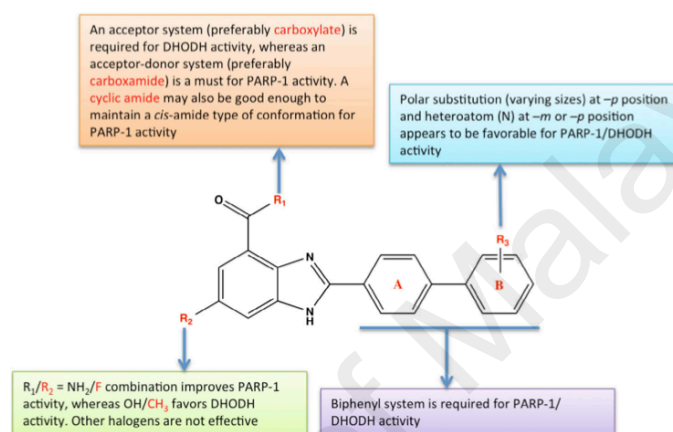 An acceptor system (preferably carboxylate) is
required for DHODH activity, whereas an
acceptor-donor system (preferably
carboxamide) is a must for PARP-1 activity. A
cyclic amide may also be good enough to
maintain a cis-amide type of conformation for
PARP-1 activity
Polar substitution (varying sizes) at –p position
and heteroatom (N) at –m or –p position
appears to be favorable for PARP-1/DHODH
activity
O
R₁
R₃
N
A
B
R₂
N
H
R₁/R₂ = NH₂/F combination improves PARP-1
activity, whereas OH/CH₃ favors DHODH
activity. Other halogens are not effective
Biphenyl system is required for PARP-1/
DHODH activity
of Malay